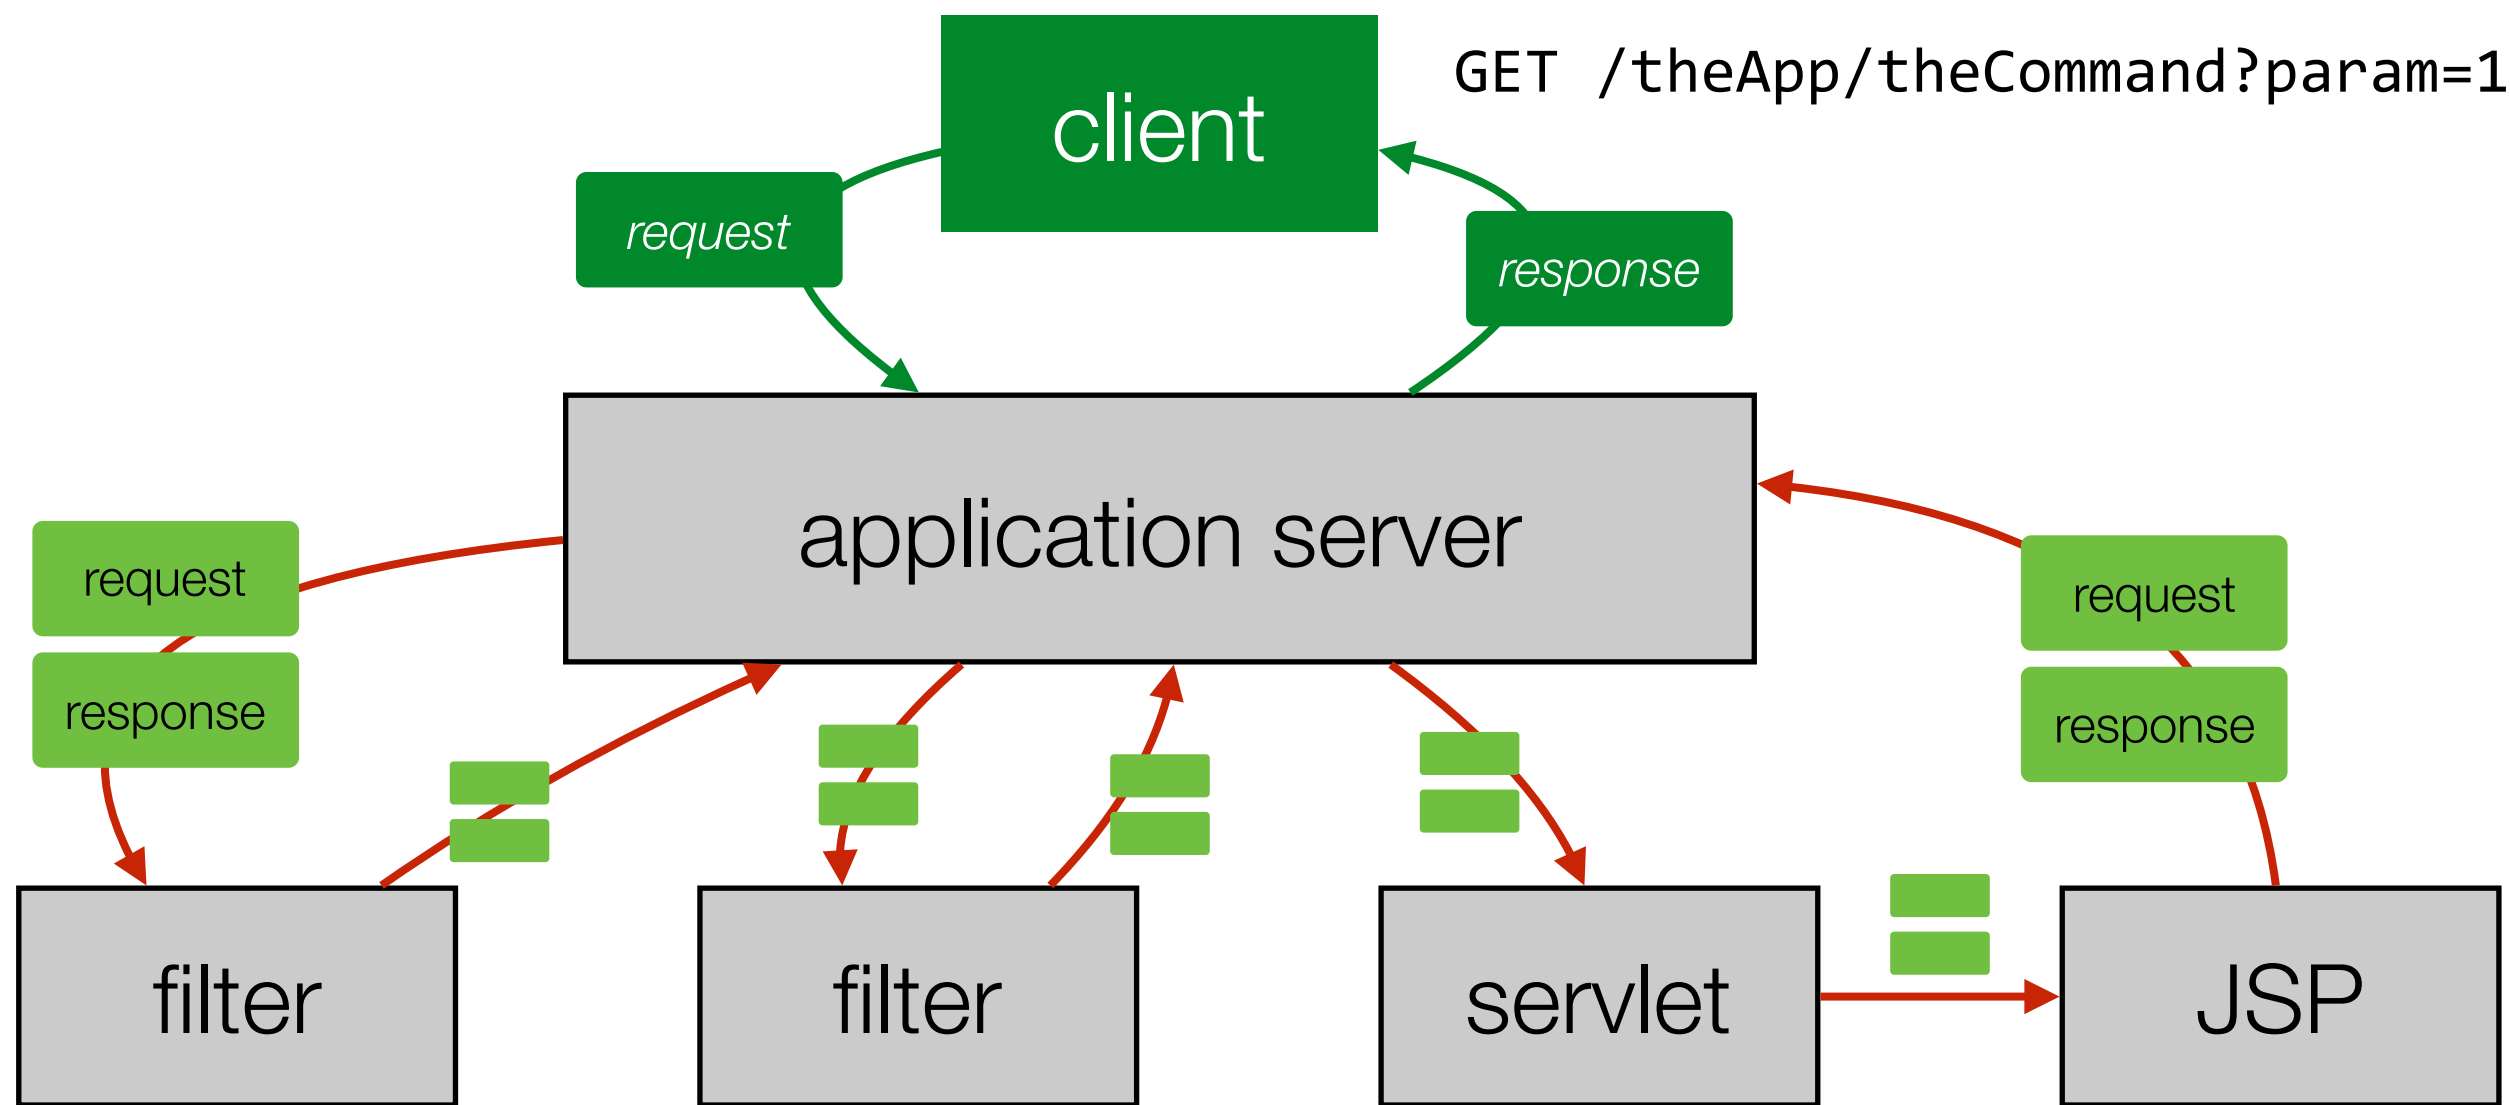 GET /theApp/theCommand?param=1
client
request
response
application server
request
response
request
response
filter
filter
servlet
JSP